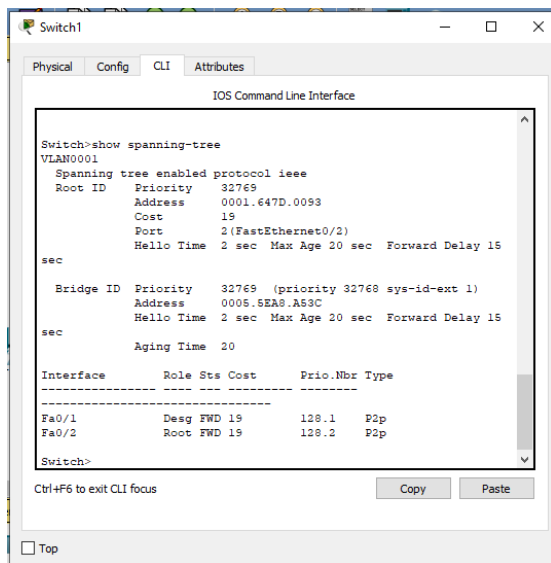 Switch1
Physical Config CLI Attributes
IOS Command Line Interface
Switch>show spanning-tree
VLAN0001
  Spanning tree enabled protocol ieee
  Root ID    Priority    32769
             Address     0001.647D.0093
             Cost        19
             Port        2(FastEthernet0/2)
             Hello Time  2 sec  Max Age 20 sec  Forward Delay 15
sec
  Bridge ID  Priority    32769  (priority 32768 sys-id-ext 1)
             Address     0005.5EA8.A53C
             Hello Time  2 sec  Max Age 20 sec  Forward Delay 15
sec
             Aging Time  20
Interface        Role Sts Cost      Prio.Nbr Type
---------------- ---- --- --------- --------
--------------------------------
Fa0/1            Desg FWD 19        128.1    P2p
Fa0/2            Root FWD 19        128.2    P2p
Switch>
Ctrl+F6 to exit CLI focus
Copy Paste
Top